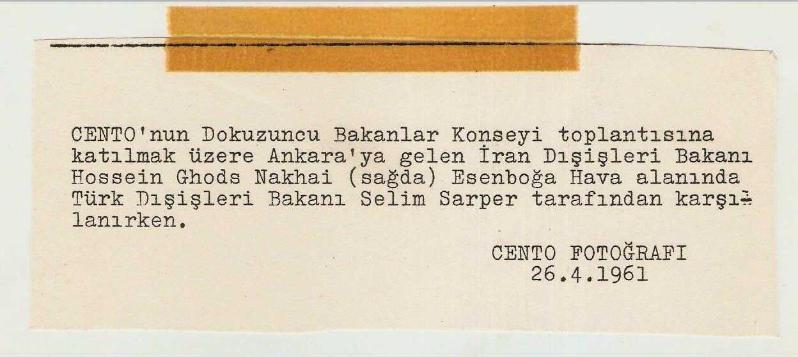 CENTO'nun Dokuzuncu Bakanlar Konseyi toplantısına
katılmak üzere Ankara'ya gelen İran Dışişleri Bakanı
Hossein Ghods Nakhai (sağda) Esenboğa Hava alanında
Türk Dışişleri Bakanı Selim Sarper tarafından karşı-
lanırken.
CENTO FOTOĞRAFI
26.4.1961